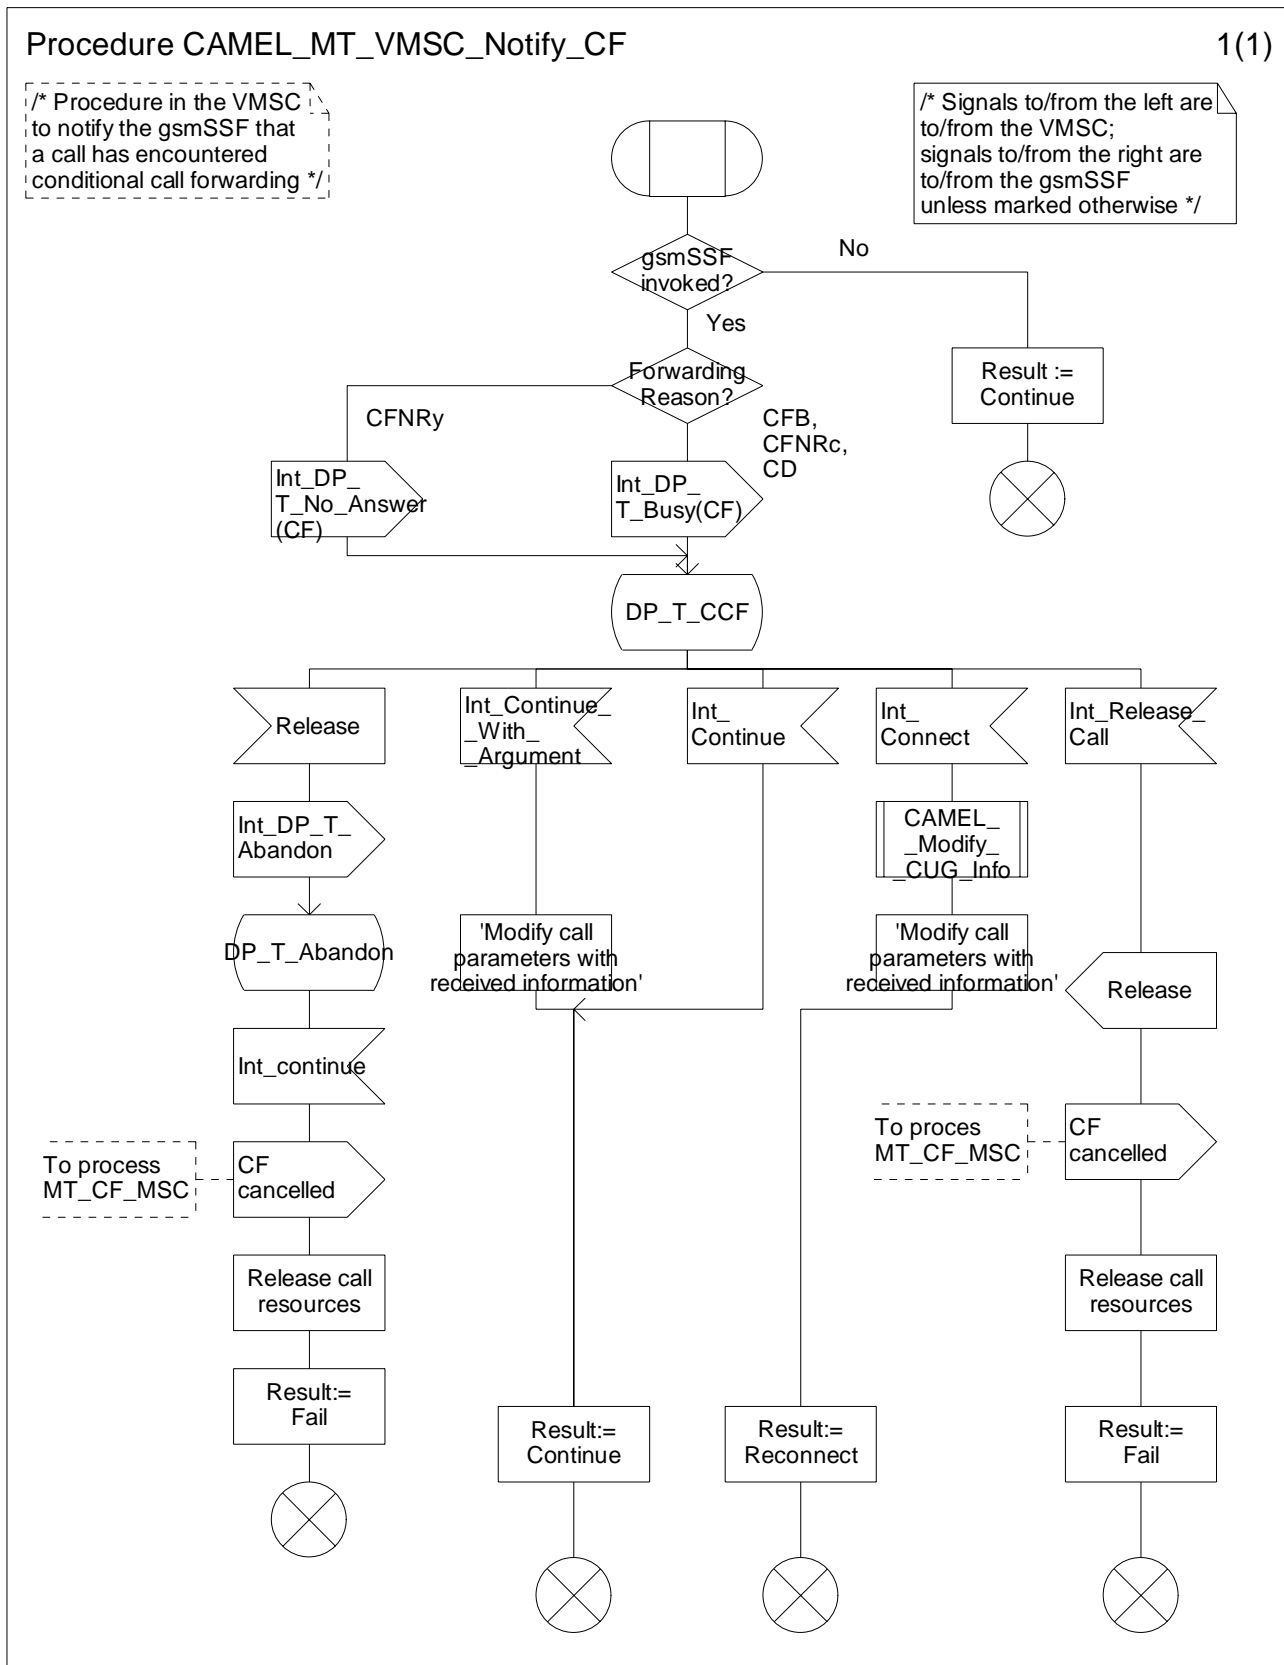 Procedure CAMEL_MT_VMSC_Notify_CF
1(1)
/* Procedure in the VMSC
to notify the gsmSSF that
a call has encountered
conditional call forwarding */
/* Signals to/from the left are
to/from the VMSC;
signals to/from the right are
to/from the gsmSSF
unless marked otherwise */
gsmSSF
invoked?
No
Yes
Result :=
Continue
Forwarding
Reason?
CFNRy
CFB,
CFNRc,
CD
Int_DP_
T_No_Answer
(CF)
Int_DP_
T_Busy(CF)
DP_T_CCF
Release
Int_Continue_
_With_
_Argument
Int_
Continue
Int_
Connect
Int_Release_
Call
Int_DP_T_
Abandon
CAMEL_
_Modify_
_CUG_Info
DP_T_Abandon
'Modify call
parameters with
received information'
'Modify call
parameters with
received information'
Release
Int_continue
To process
MT_CF_MSC
CF
cancelled
To proces
MT_CF_MSC
CF
cancelled
Release call
resources
Release call
resources
Result:=
Fail
Result:=
Continue
Result:=
Reconnect
Result:=
Fail